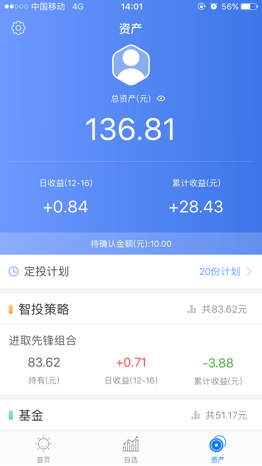 中国移动 4G 14:01 56%
资产
总资产(元)
136.81
日收益(12-16) 累计收益(元)
+0.84 +28.43
待确认金额(元):10.00
定投计划 20份计划
智投策略 共83.62元
进取先锋组合
83.62 +0.71 -3.88
持有(元) 日收益(12-16) 累计收益(元)
基金 共51.17元
首页 自选 资产